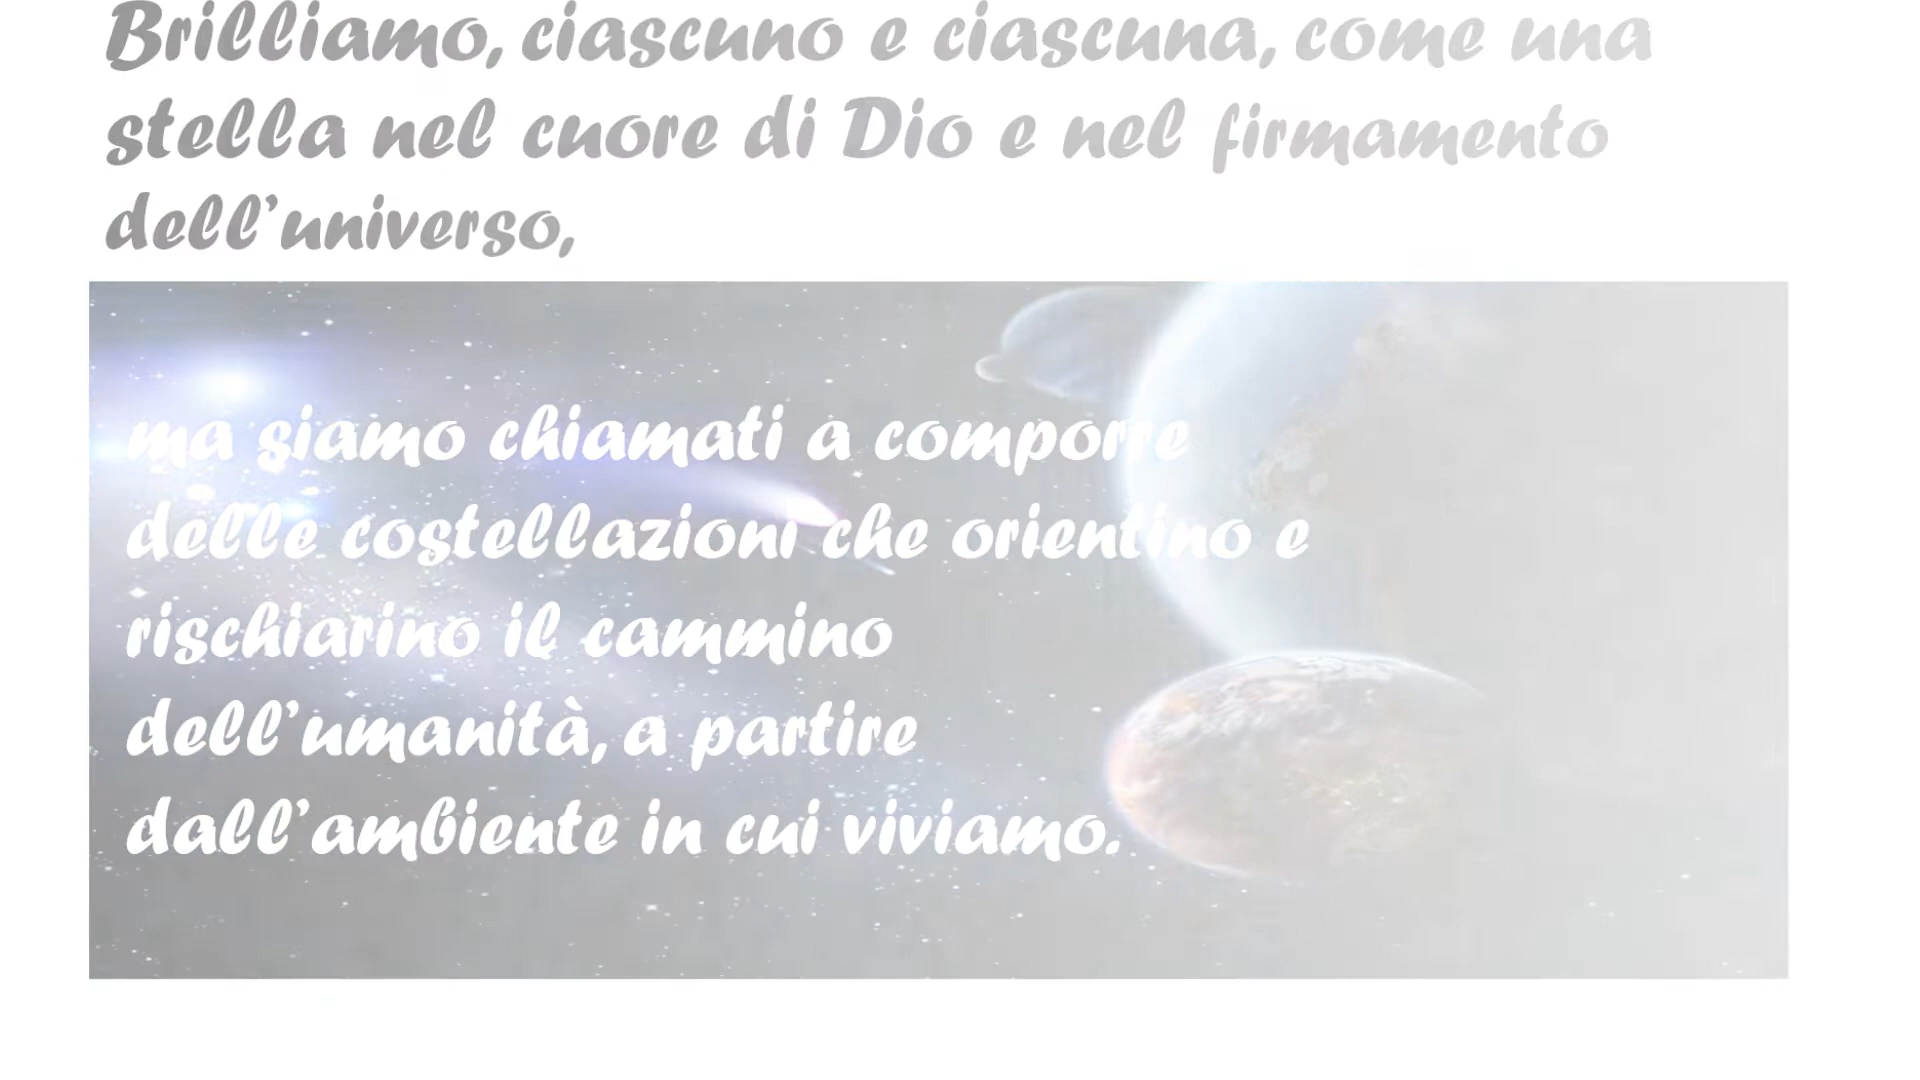 Brilliamo, ciascuno e ciascuna, come una
stella nel cuore di Dio e nel firmamento
dell’universo,
ma siamo chiamati a comporre
delle costellazioni che orientino e
rischiarino il cammino
dell’umanità, a partire
dall’ambiente in cui viviamo.